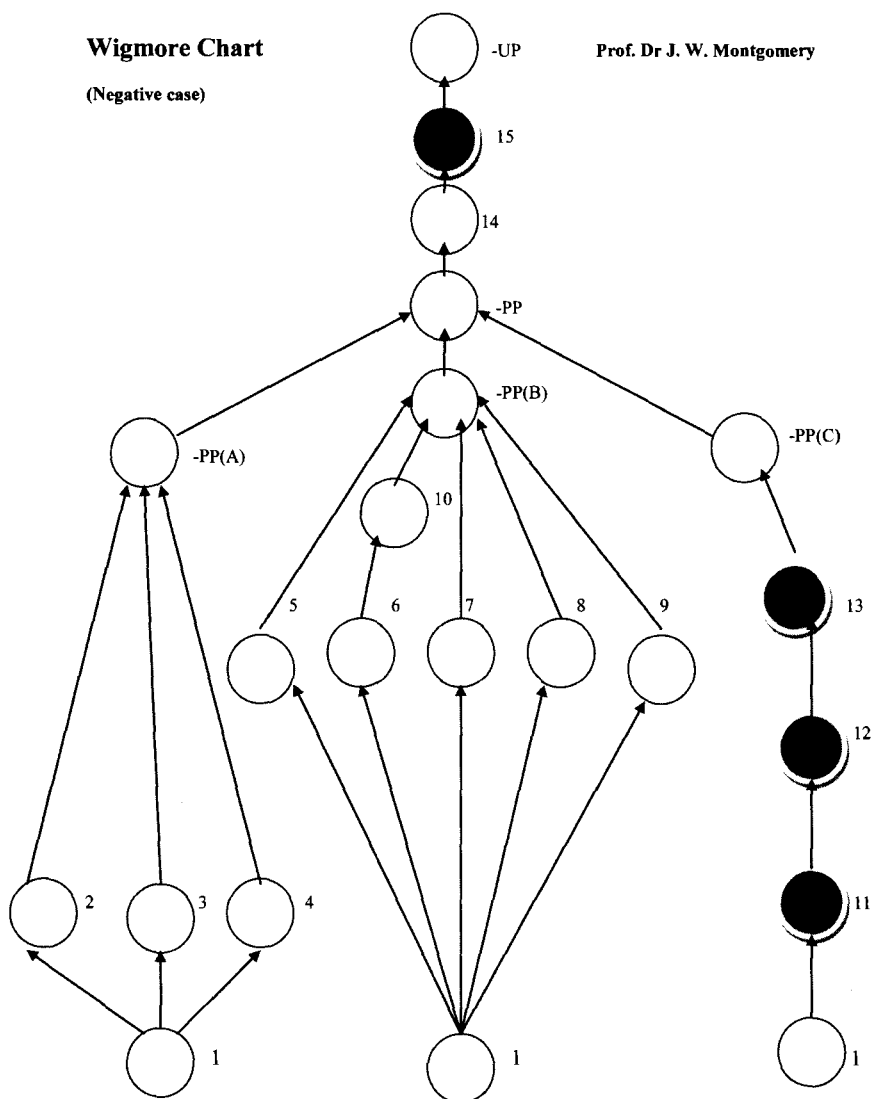 Wigmore Chart
(Negative case)
Prof. Dr J. W. Montgomery
-UP
15
14
-PP
-PP(B)
-PP(A)
-PP(C)
10
5
6
7
8
9
13
12
2
3
4
11
1
1
1